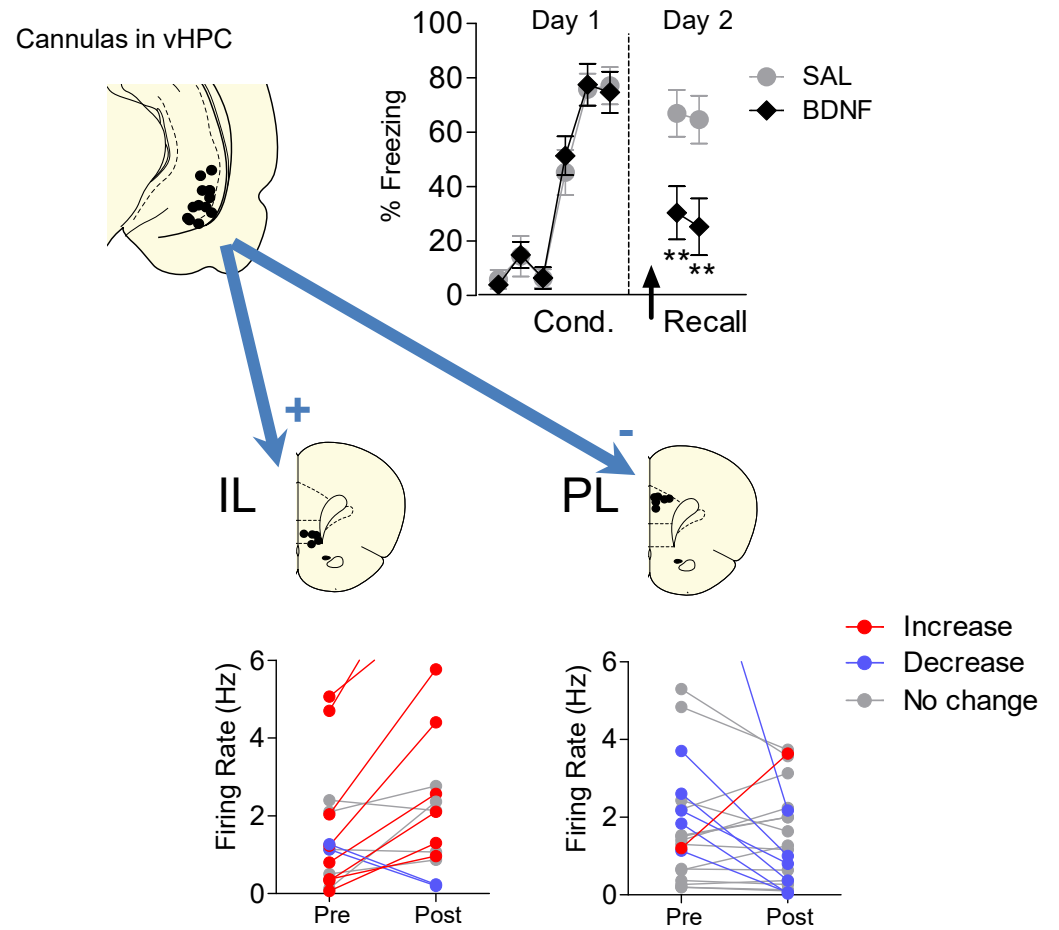 Cannulas in vHPC
100
80
60
40
20
0
% Freezing
Day 1
Day 2
SAL
BDNF
**
**
Cond.
Recall
+
-
IL
PL
Increase
Decrease
No change
6
4
2
0
Firing Rate (Hz)
Pre
Post
6
4
2
0
Firing Rate (Hz)
Pre
Post